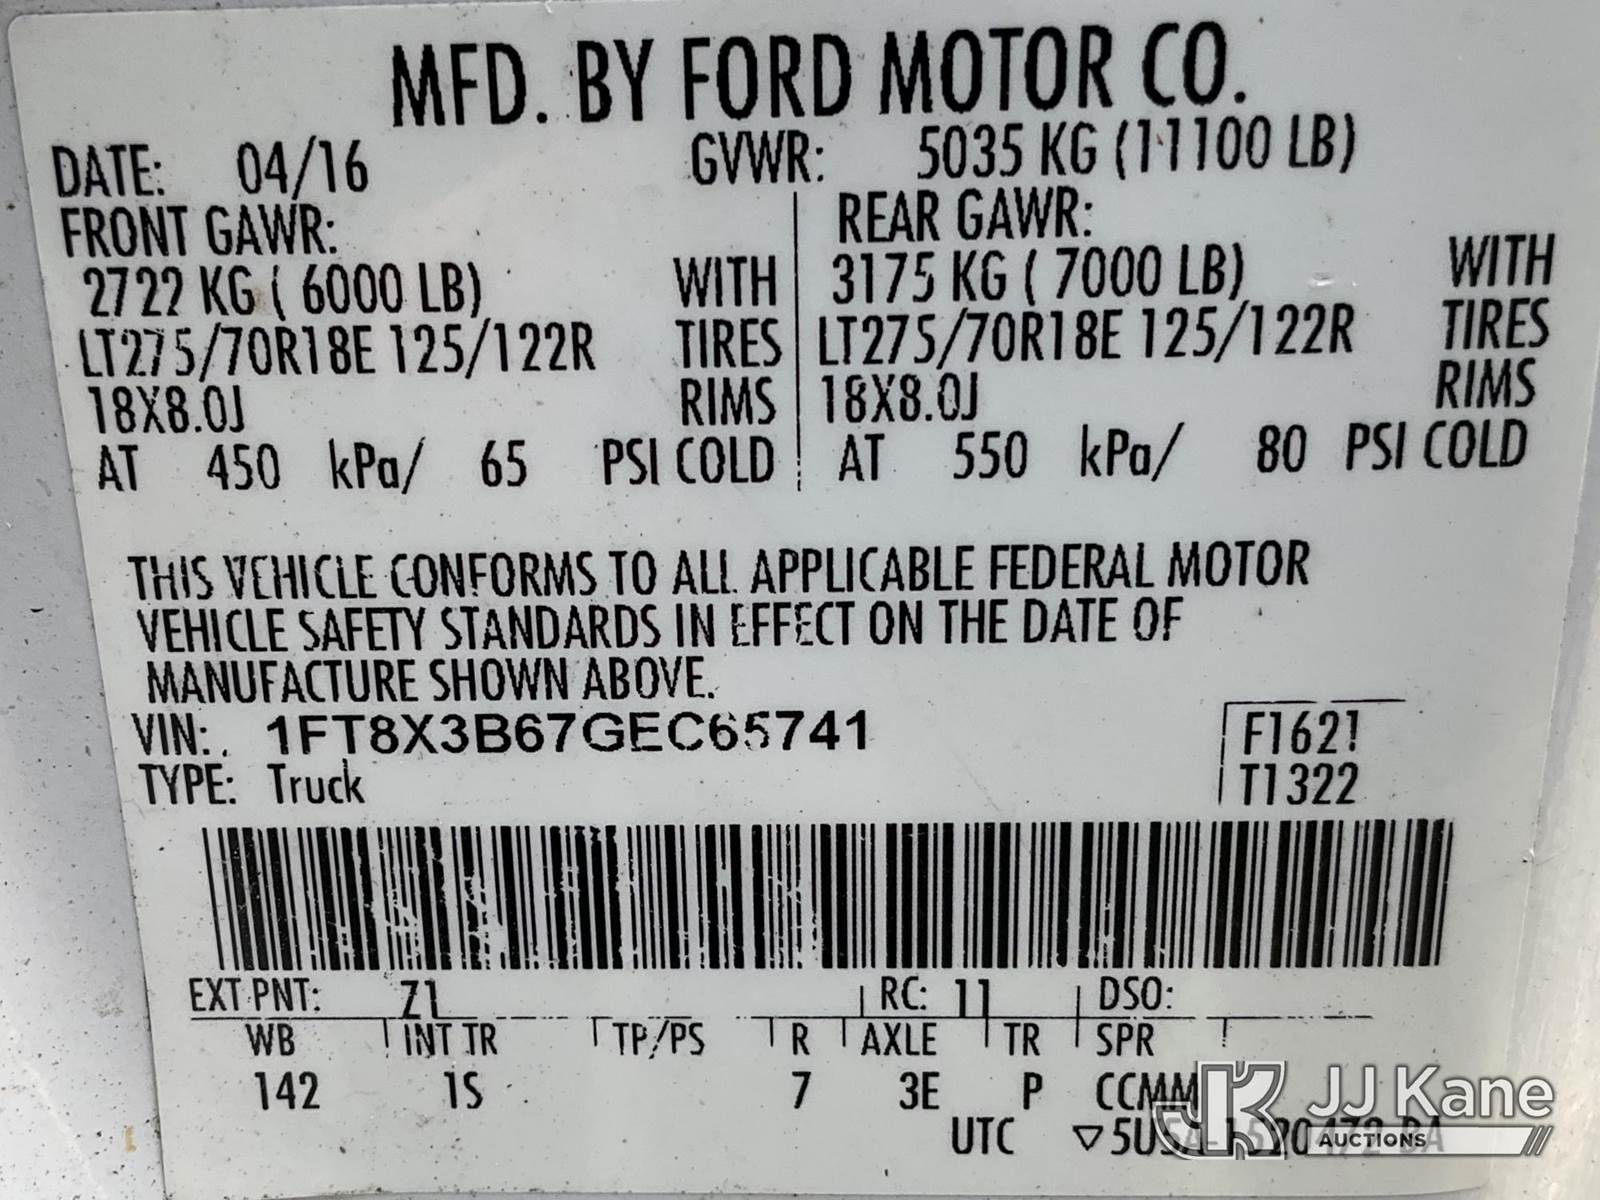 MFD. BY FORD MOTOR CO.
DATE: 04/16 GVWR: 5035 KG (11100 LB)
FRONT GAWR: REAR GAWR:
2722 KG ( 6000 LB) WITH 3175 KG ( 7000 LB) WITH
LT275/70R18E 125/122R TIRES LT275/70R18E 125/122R TIRES
18X8.0J RIMS 18X8.0J RIMS
AT 450 kPa/ 65 PSI COLD AT 550 kPa/ 80 PSI COLD
THIS VEHICLE CONFORMS TO ALL APPLICABLE FEDERAL MOTOR
VEHICLE SAFETY STANDARDS IN EFFECT ON THE DATE OF
MANUFACTURE SHOWN ABOVE.
VIN: 1FT8X3B67GEC65741 F1621
TYPE: Truck T1322
EXT PNT: Z1 RC: 11 DSO:
WB INT TR TP/PS R AXLE TR SPR
142 1S 7 3E P CCMM
UTC
JJ Kane
AUCTIONS